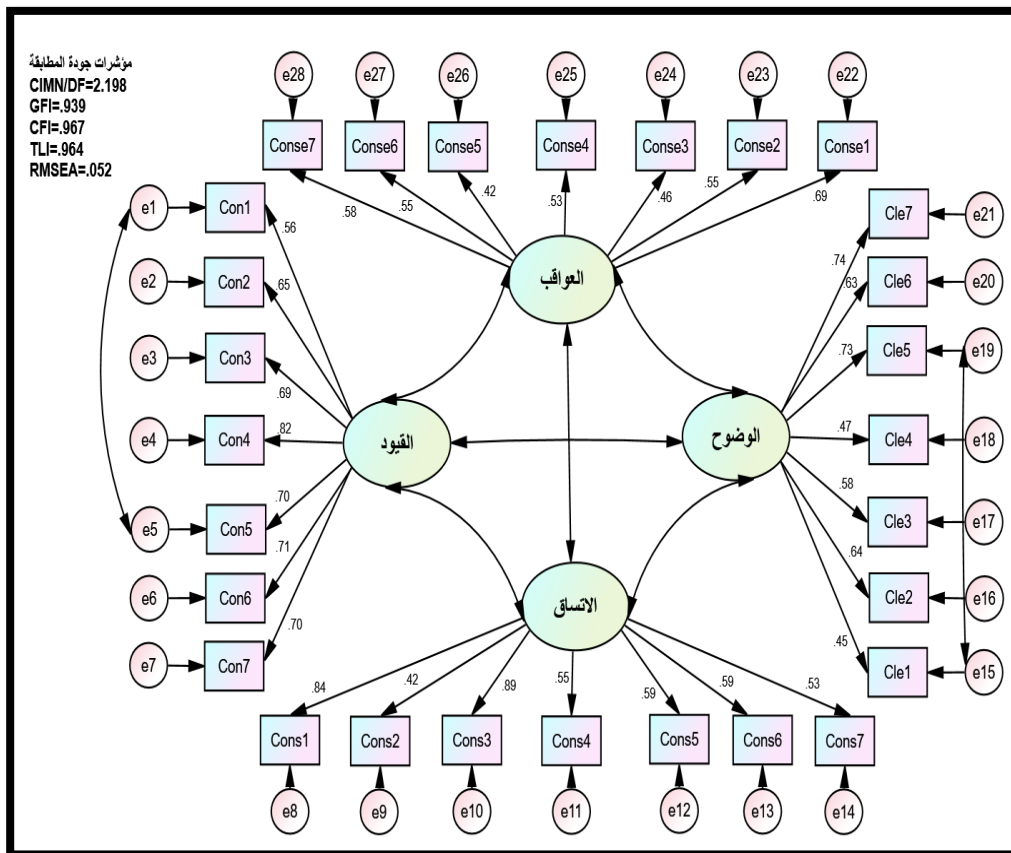 مؤشرات جودة المطابقة
CIMN/DF=2.198
GFI=.939
CFI=.967
TLI=.964
RMSEA=.052
e28
e27
e26
e25
e24
e23
e22
Conse7
Conse6
Conse5
Conse4
Conse3
Conse2
Conse1
.58
.55
.42
.53
.46
.55
.69
العواقب
e1
Con1
.56
e2
Con2
.65
e3
Con3
.69
e4
Con4
.82
e5
Con5
.70
e6
Con6
.71
e7
Con7
.70
القيود
الوضوح
.74
Cle7
e21
.63
Cle6
e20
.73
Cle5
e19
.47
Cle4
e18
.58
Cle3
e17
.64
Cle2
e16
.45
Cle1
e15
الاتساق
.84
.42
.89
.55
.59
.59
.53
Cons1
Cons2
Cons3
Cons4
Cons5
Cons6
Cons7
e8
e9
e10
e11
e12
e13
e14